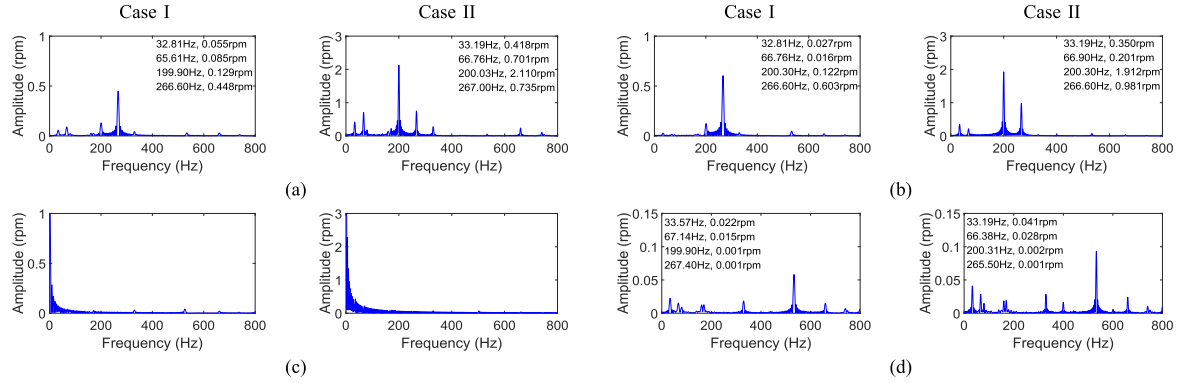 Case I
Case II
Case I
Case II
1
0.5
0
Amplitude (rpm)
32.81Hz, 0.055rpm
65.61Hz, 0.085rpm
199.90Hz, 0.129rpm
266.60Hz, 0.448rpm
0 200 400 600 800
Frequency (Hz)
3
2
1
0
Amplitude (rpm)
33.19Hz, 0.418rpm
66.76Hz, 0.701rpm
200.03Hz, 2.110rpm
267.00Hz, 0.735rpm
0 200 400 600 800
Frequency (Hz)
(a)
1
0.5
0
Amplitude (rpm)
32.81Hz, 0.027rpm
66.76Hz, 0.016rpm
200.30Hz, 0.122rpm
266.60Hz, 0.603rpm
0 200 400 600 800
Frequency (Hz)
3
2
1
0
Amplitude (rpm)
33.19Hz, 0.350rpm
66.90Hz, 0.201rpm
200.30Hz, 1.912rpm
266.60Hz, 0.981rpm
0 200 400 600 800
Frequency (Hz)
(b)
1
0.5
0
Amplitude (rpm)
0 200 400 600 800
Frequency (Hz)
3
2
1
0
Amplitude (rpm)
0 200 400 600 800
Frequency (Hz)
(c)
0.15
0.1
0.05
0
Amplitude (rpm)
33.57Hz, 0.022rpm
67.14Hz, 0.015rpm
199.90Hz, 0.001rpm
267.40Hz, 0.001rpm
0 200 400 600 800
Frequency (Hz)
0.15
0.1
0.05
0
Amplitude (rpm)
33.19Hz, 0.041rpm
66.38Hz, 0.028rpm
200.31Hz, 0.002rpm
265.50Hz, 0.001rpm
0 200 400 600 800
Frequency (Hz)
(d)